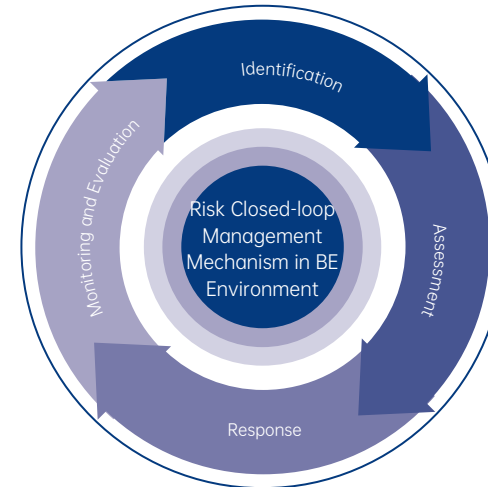 Identification
Assessment
Response
Monitoring and Evaluation
Risk Closed-loop
Management
Mechanism in BE
Environment